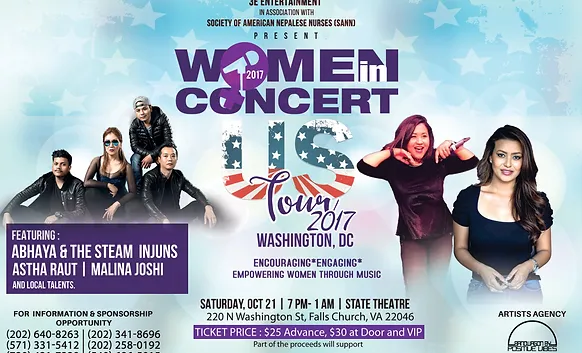 3E ENTERTAINMENT
IN ASSOCIATION WITH
SOCIETY OF AMERICAN NEPALESE NURSES (SANN)
PRESENT
WOMEN in
2017
CONCERT
US
Tour
2017
WASHINGTON, DC
ENCOURAGING*ENGAGING*
EMPOWERING WOMEN THROUGH MUSIC
FEATURING :
ABHAYA & THE STEAM INJUNS
ASTHA RAUT | MALINA JOSHI
AND LOCAL TALENTS.
SATURDAY, OCT 21 | 7 PM- 1 AM | STATE THEATRE
220 N Washington St, Falls Church, VA 22046
TICKET PRICE : $25 Advance, $30 at Door and VIP
Part of the proceeds will support
FOR INFORMATION & SPONSORSHIP
OPPORTUNITY
(202) 640-8263 | (202) 341-8696
(571) 331-5412 | (202) 258-0192
ARTISTS AGENCY
POSITIVE VIBES